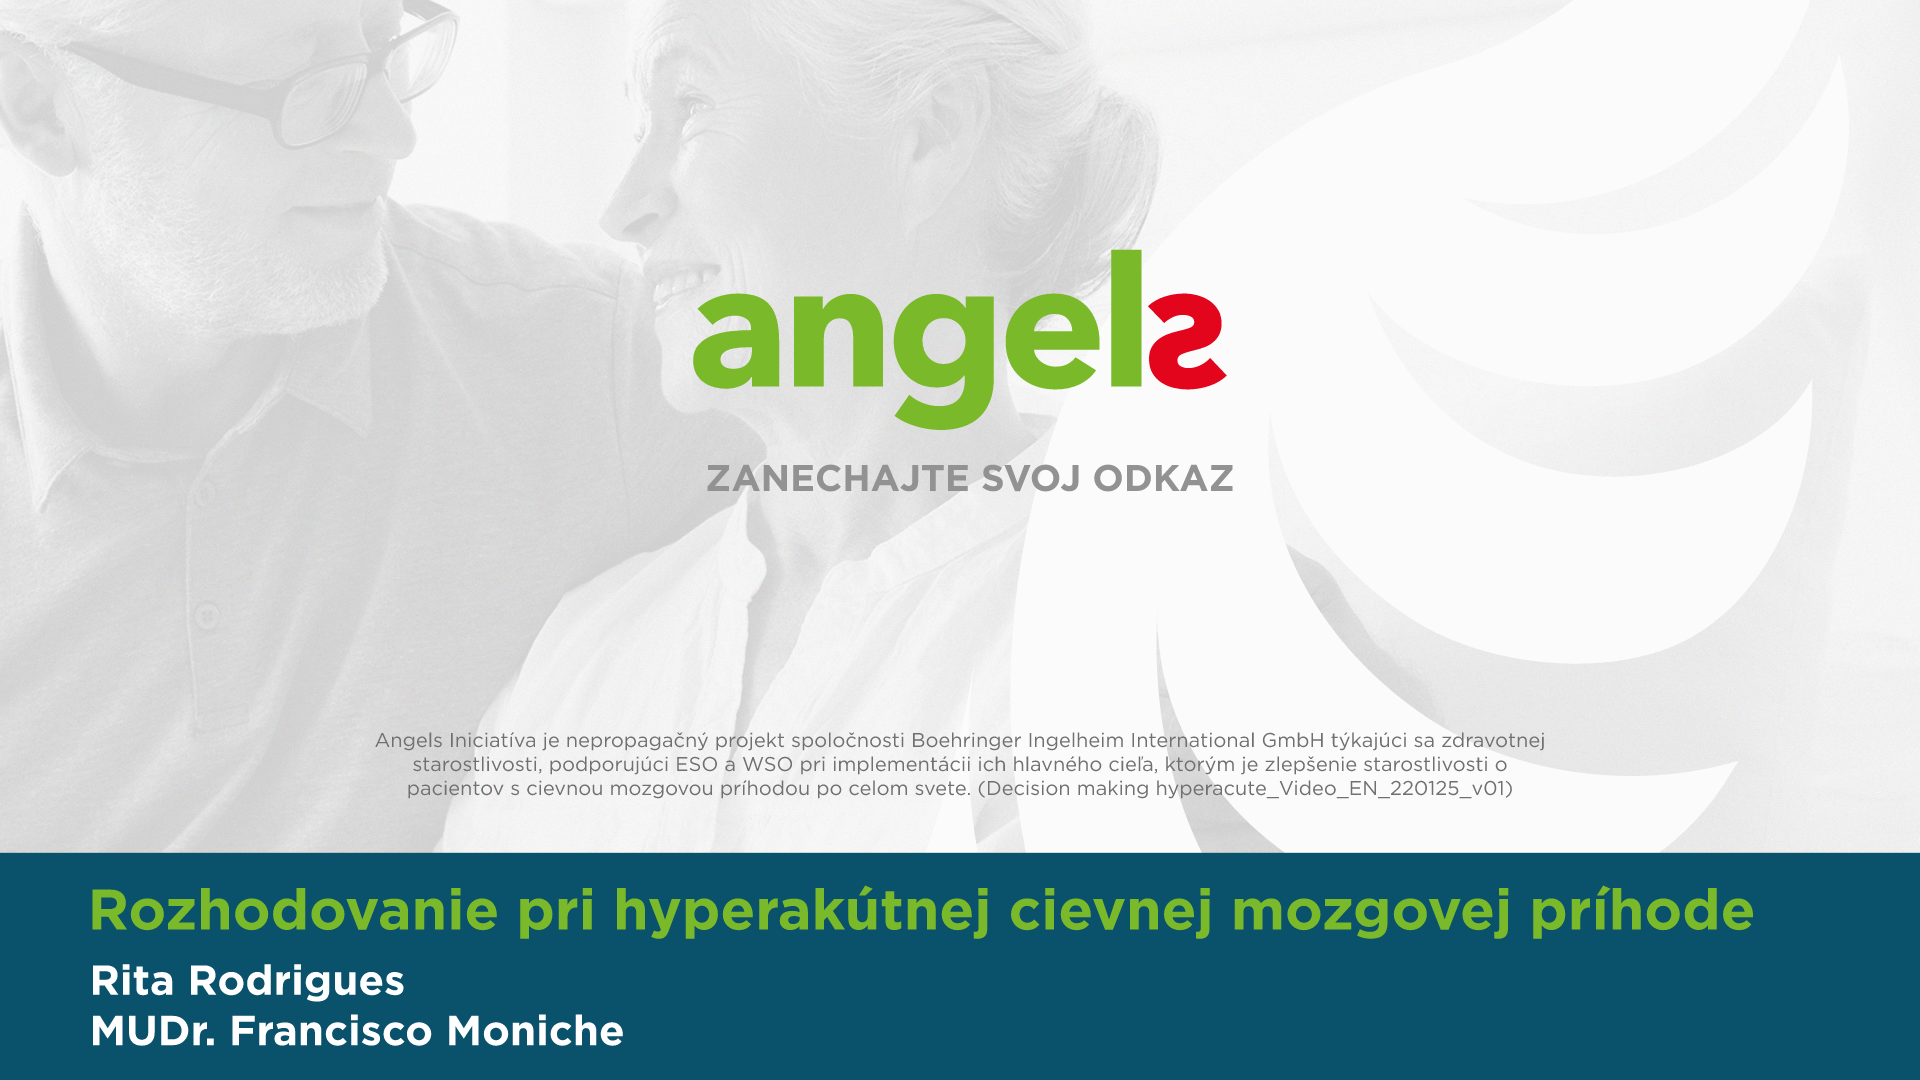 angels
ZANECHAJTE SVOJ ODKAZ
Angels Iniciatíva je nepropagačný projekt spoločnosti Boehringer Ingelheim International GmbH týkajúci sa zdravotnej
starostlivosti, podporujúci ESO a WSO pri implementácii ich hlavného cieľa, ktorým je zlepšenie starostlivosti o
pacientov s cievnou mozgovou príhodou po celom svete. (Decision making hyperacute_Video_EN_220125_v01)
Rozhodovanie pri hyperakútnej cievnej mozgovej príhode
Rita Rodrigues
MUDr. Francisco Moniche